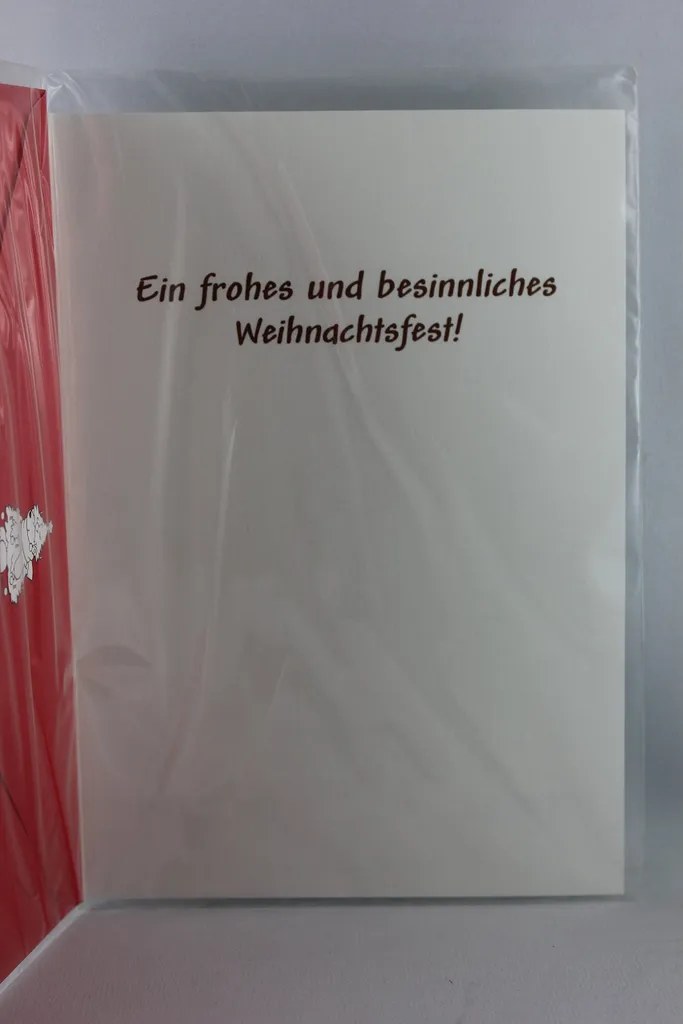 Ein frohes und besinnliches
Weihnachtsfest!